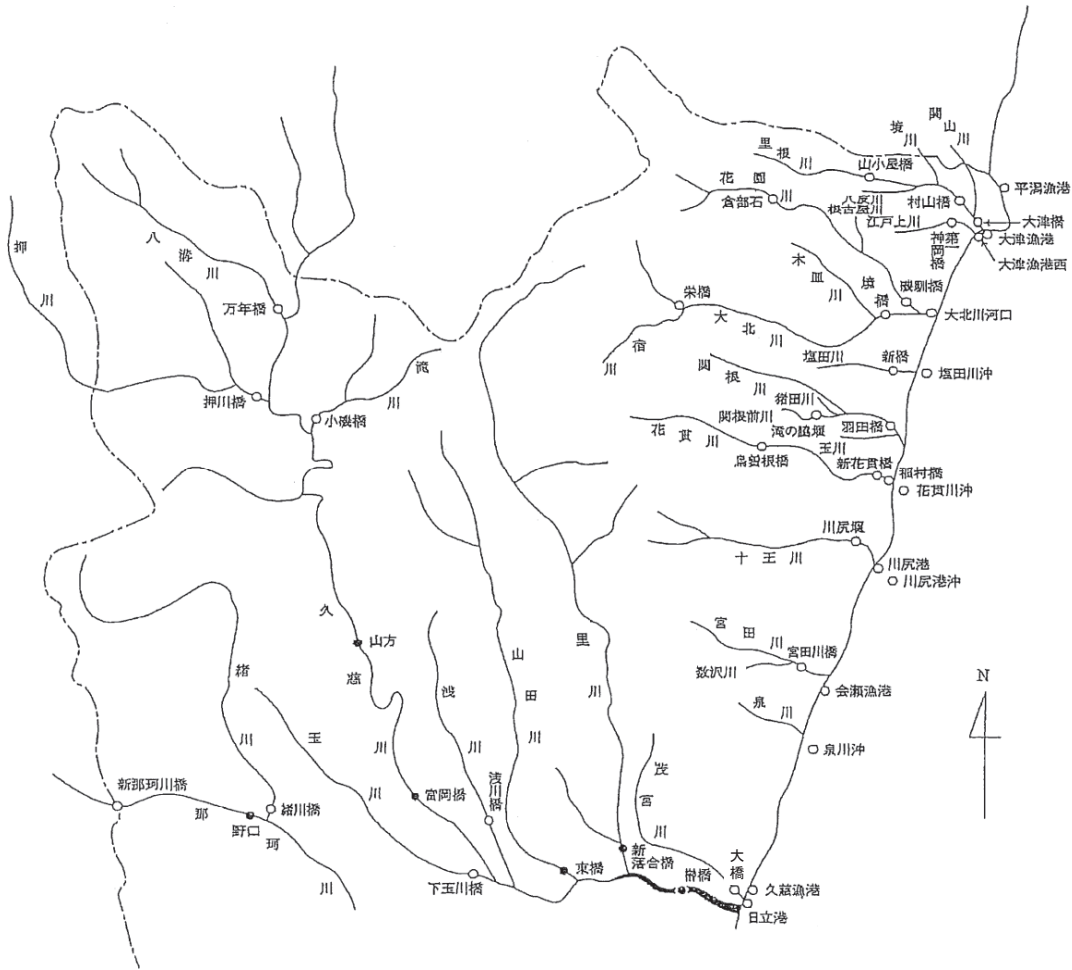 関山川
境川
里根川
山小屋橋
平潟漁港
花園川
倉部石
八反川
村山橋
根古屋川
江戸上川
大津橋
神第一岡橋
大津漁港
大津漁港西
木皿川
磯馴橋
栄橋
大北川
大北川河口
宿川
塩田川
新橋
塩田川沖
関根川
猪田川
関根前川
滝の脇堰
羽田橋
花貫川
玉川
鳥曽根橋
新花貫橋
稲村橋
花貫川沖
川尻堰
十王川
川尻港
川尻港沖
宮田川
宮田川橋
数沢川
会瀬漁港
泉川
泉川沖
N
押川
八溝川
万年橋
押川橋
小磯橋
滝川
久慈川
山方
里川
山田川
浅川
緒川
玉川
茂宮川
新那珂川橋
那珂川
野口
緒川橋
富岡橋
浅川橋
下玉川橋
東橋
新落合橋
榊橋
大橋
久慈漁港
日立港